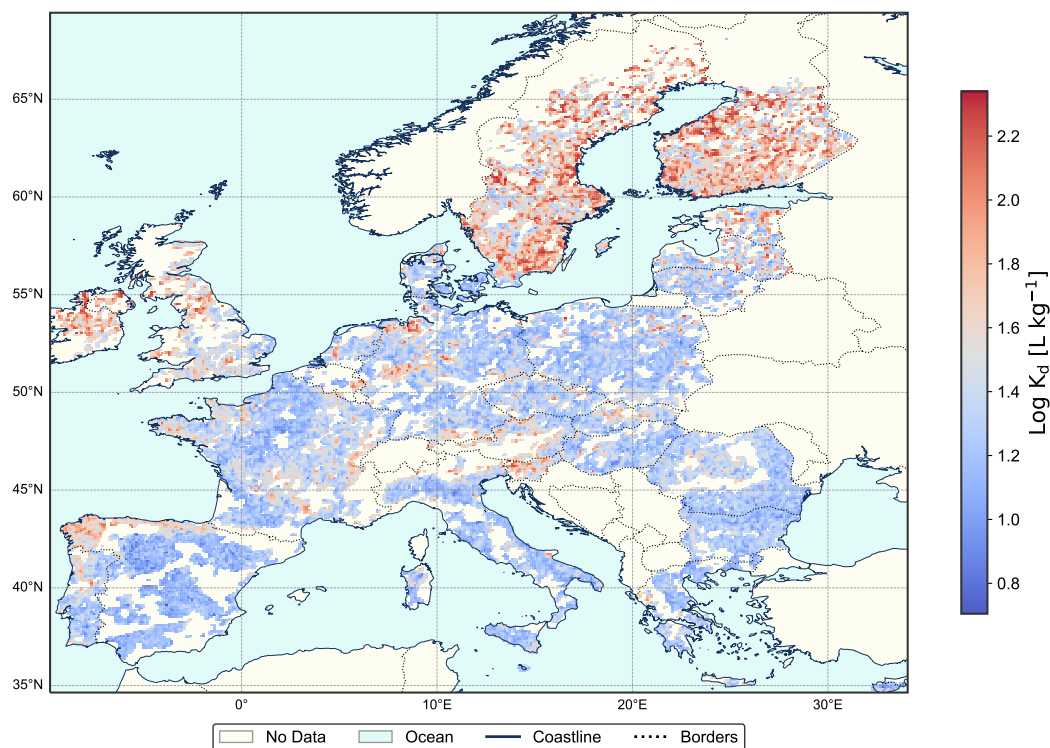 65°N
60°N
55°N
50°N
45°N
40°N
35°N
0°
10°E
20°E
30°E
2.2
2.0
1.8
1.6
1.4
1.2
1.0
0.8
Log K_d [L kg⁻¹]
No Data Ocean Coastline Borders